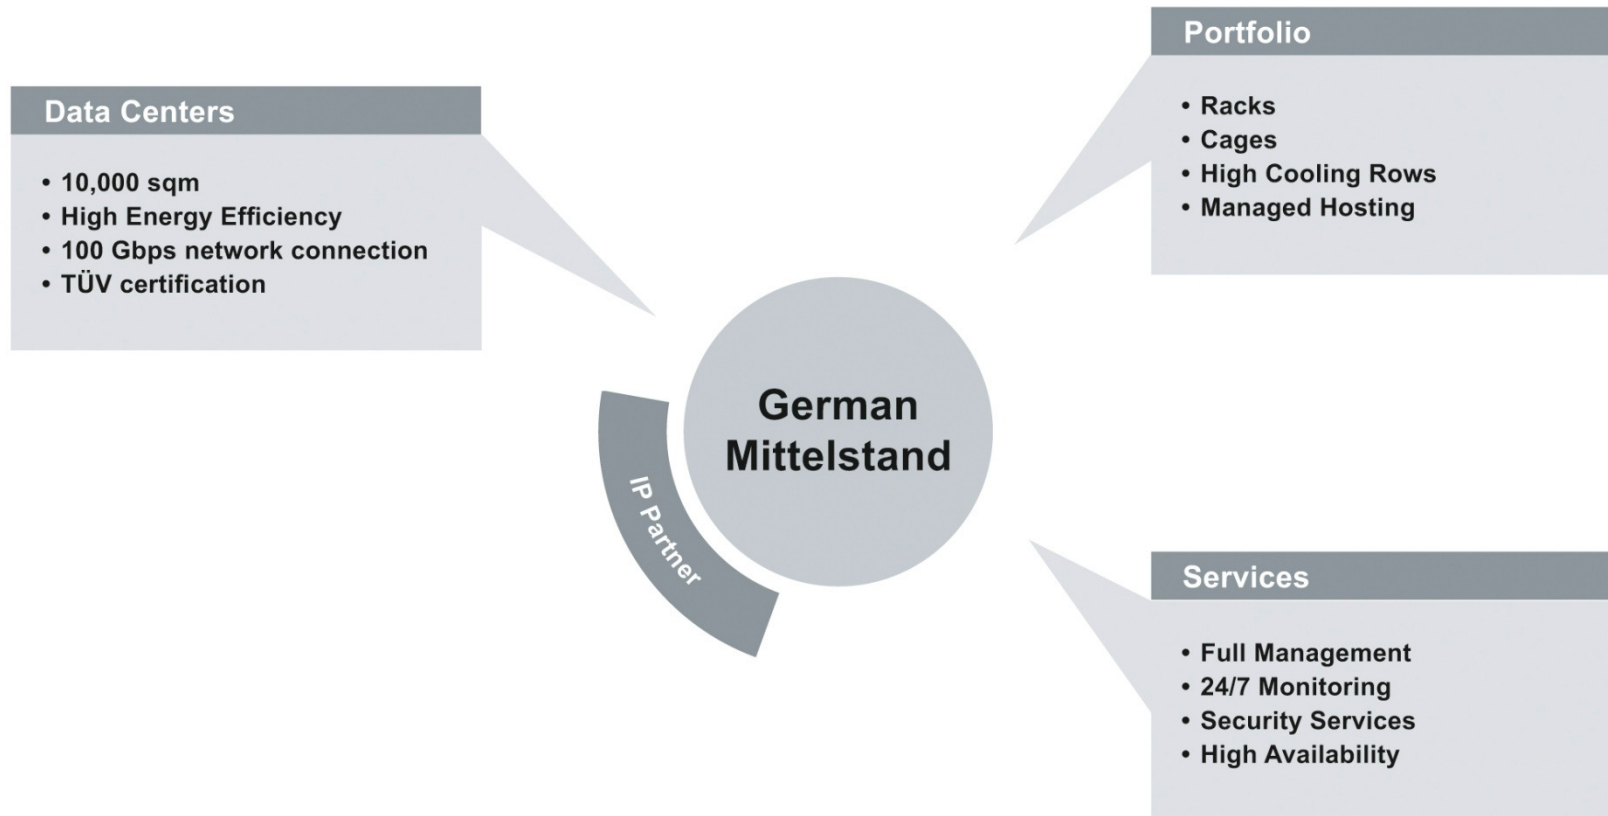 Data Centers
• 10,000 sqm
• High Energy Efficiency
• 100 Gbps network connection
• TÜV certification
Portfolio
• Racks
• Cages
• High Cooling Rows
• Managed Hosting
German
Mittelstand
IP Partner
Services
• Full Management
• 24/7 Monitoring
• Security Services
• High Availability